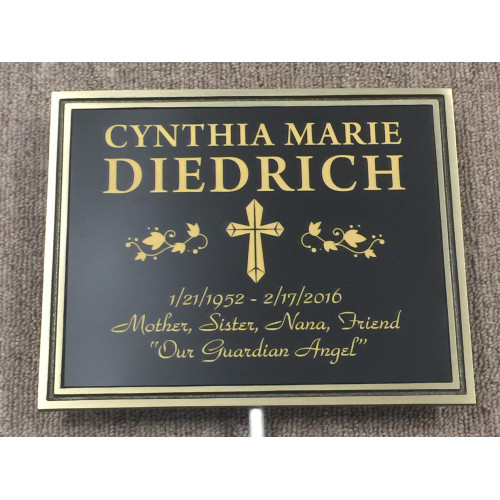 CYNTHIA MARIE
DIEDRICH
1/21/1952 - 2/17/2016
Mother, Sister, Nana, Friend
"Our Guardian Angel"